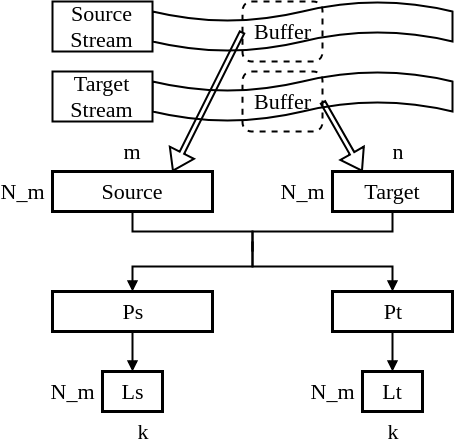 Source
Stream
Buffer
Target
Stream
Buffer
m
n
N_m
Source
N_m
Target
Ps
Pt
N_m
Ls
N_m
Lt
k
k